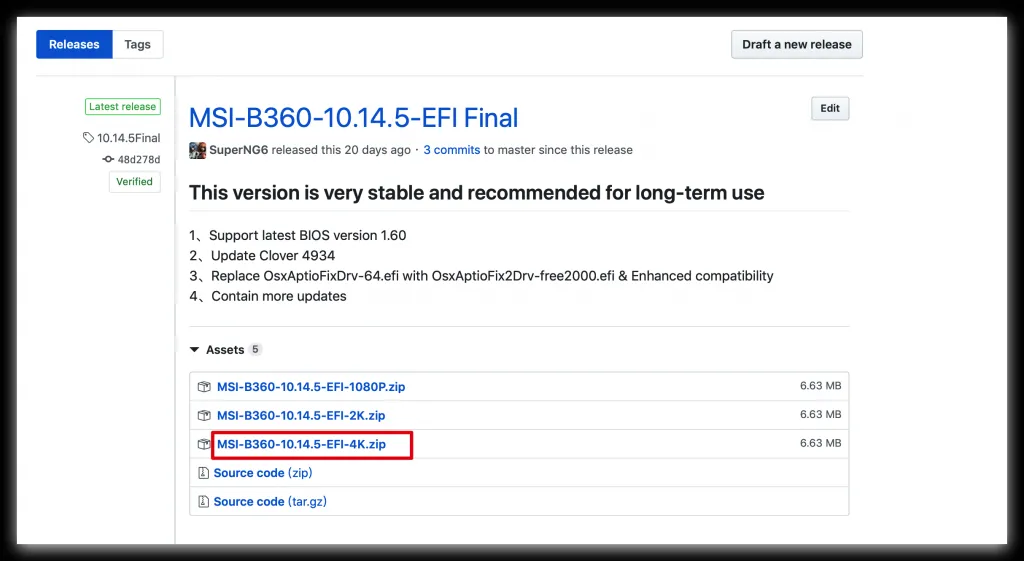 Releases Tags Draft a new release
Latest release
MSI-B360-10.14.5-EFI Final Edit
10.14.5Final
SuperNG6 released this 20 days ago · 3 commits to master since this release
48d278d
Verified
This version is very stable and recommended for long-term use
1、Support latest BIOS version 1.60
2、Update Clover 4934
3、Replace OsxAptioFixDrv-64.efi with OsxAptioFix2Drv-free2000.efi & Enhanced compatibility
4、Contain more updates
Assets 5
MSI-B360-10.14.5-EFI-1080P.zip 6.63 MB
MSI-B360-10.14.5-EFI-2K.zip 6.63 MB
MSI-B360-10.14.5-EFI-4K.zip 6.63 MB
Source code (zip)
Source code (tar.gz)